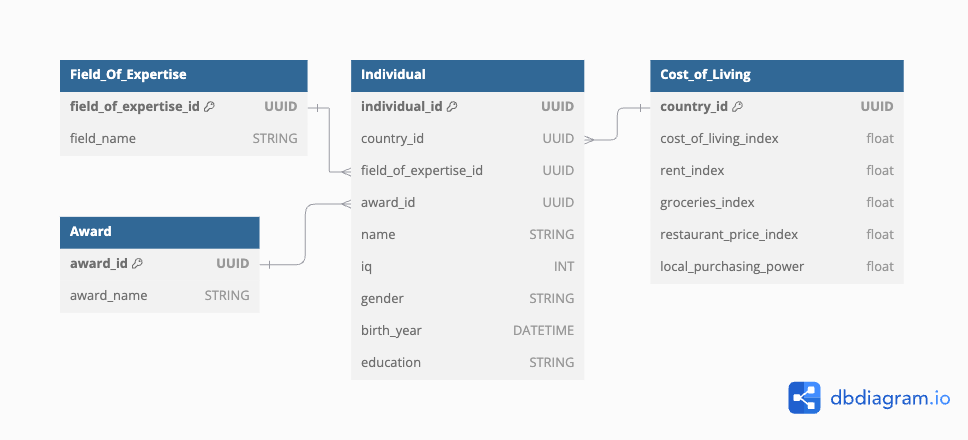 Field_Of_Expertise
field_of_expertise_id UUID
field_name STRING
Award
award_id UUID
award_name STRING
Individual
individual_id UUID
country_id UUID
field_of_expertise_id UUID
award_id UUID
name STRING
iq INT
gender STRING
birth_year DATETIME
education STRING
Cost_of_Living
country_id UUID
cost_of_living_index float
rent_index float
groceries_index float
restaurant_price_index float
local_purchasing_power float
dbdiagram.io